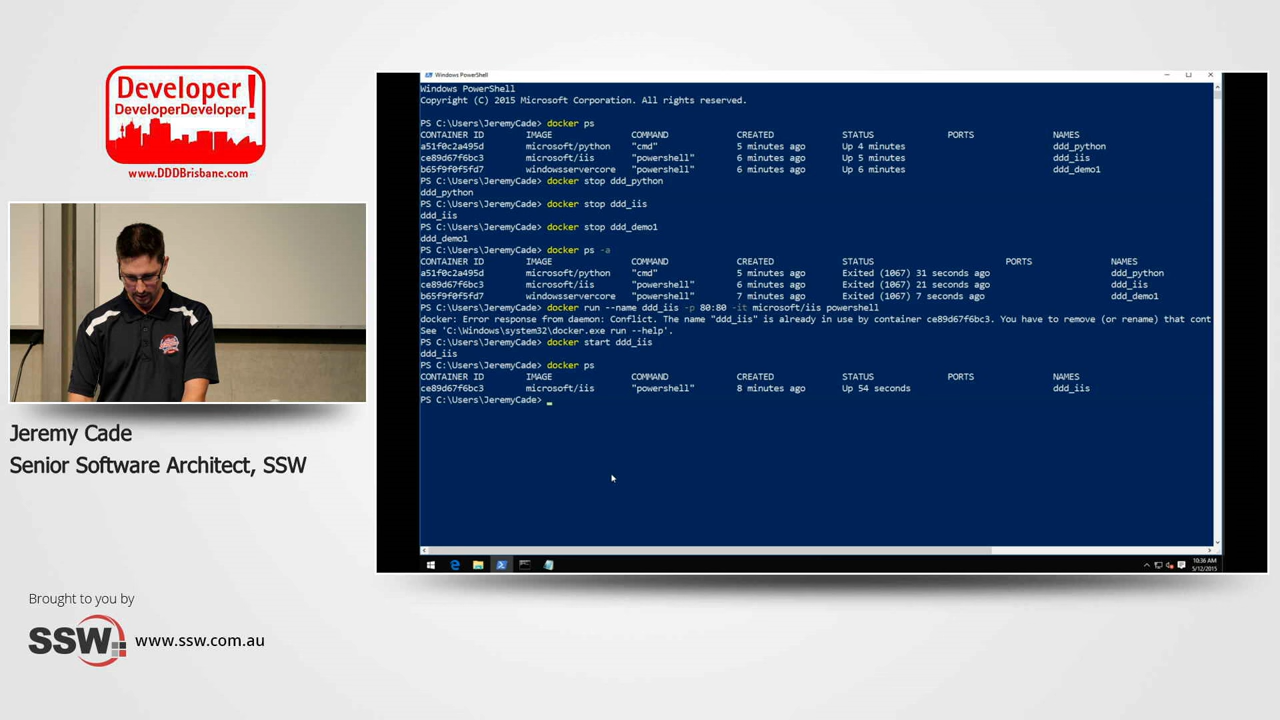 Developer!
DeveloperDeveloper!
www.DDDBrisbane.com
Jeremy Cade
Senior Software Architect, SSW
Brought to you by
SSW www.ssw.com.au
Windows PowerShell
Windows PowerShell
Copyright (C) 2015 Microsoft Corporation. All rights reserved.
PS C:\Users\JeremyCade> docker ps
CONTAINER ID IMAGE COMMAND CREATED STATUS PORTS NAMES
a51f0c2a495d microsoft/python "cmd" 5 minutes ago Up 4 minutes ddd_python
ce89d67f6bc3 microsoft/iis "powershell" 6 minutes ago Up 5 minutes ddd_iis
b65f9f0f5fd7 windowsservercore "powershell" 6 minutes ago Up 6 minutes ddd_demo1
PS C:\Users\JeremyCade> docker stop ddd_python
ddd_python
PS C:\Users\JeremyCade> docker stop ddd_iis
ddd_iis
PS C:\Users\JeremyCade> docker stop ddd_demo1
ddd_demo1
PS C:\Users\JeremyCade> docker ps -a
CONTAINER ID IMAGE COMMAND CREATED STATUS PORTS NAMES
a51f0c2a495d microsoft/python "cmd" 5 minutes ago Exited (1067) 31 seconds ago ddd_python
ce89d67f6bc3 microsoft/iis "powershell" 6 minutes ago Exited (1067) 21 seconds ago ddd_iis
b65f9f0f5fd7 windowsservercore "powershell" 7 minutes ago Exited (1067) 7 seconds ago ddd_demo1
PS C:\Users\JeremyCade> docker run --name ddd_iis -p 80:80 -it microsoft/iis powershell
docker: Error response from daemon: Conflict. The name "ddd_iis" is already in use by container ce89d67f6bc3. You have to remove (or rename) that cont
See 'C:\Windows\system32\docker.exe run --help'.
PS C:\Users\JeremyCade> docker start ddd_iis
ddd_iis
PS C:\Users\JeremyCade> docker ps
CONTAINER ID IMAGE COMMAND CREATED STATUS PORTS NAMES
ce89d67f6bc3 microsoft/iis "powershell" 8 minutes ago Up 54 seconds ddd_iis
PS C:\Users\JeremyCade>
10:36 AM
5/12/2015